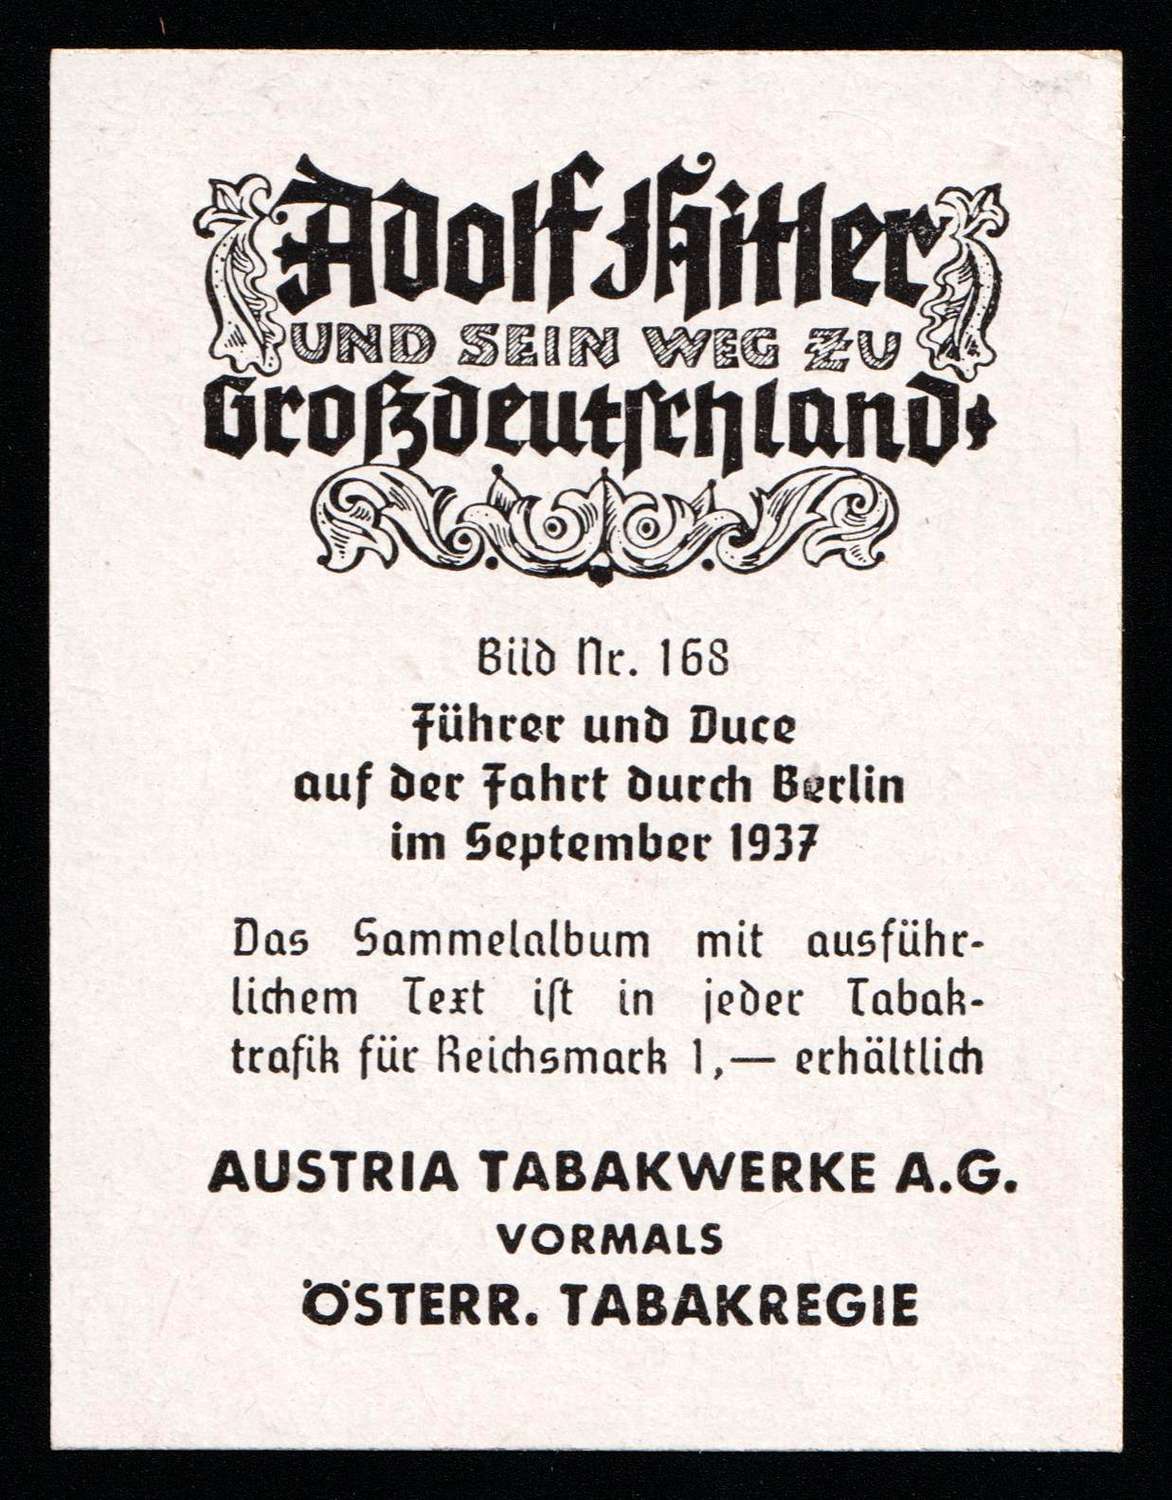 Adolf Hitler
UND SEIN WEG ZU
Großdeutschland
Bild Nr. 168
Führer und Duce
auf der Fahrt durch Berlin
im September 1937
Das Sammelalbum mit ausführ-
lichem Text iſt in jeder Tabak-
trafik für Reichsmark 1,— erhältlich
AUSTRIA TABAKWERKE A.G.
VORMALS
ÖSTERR. TABAKREGIE